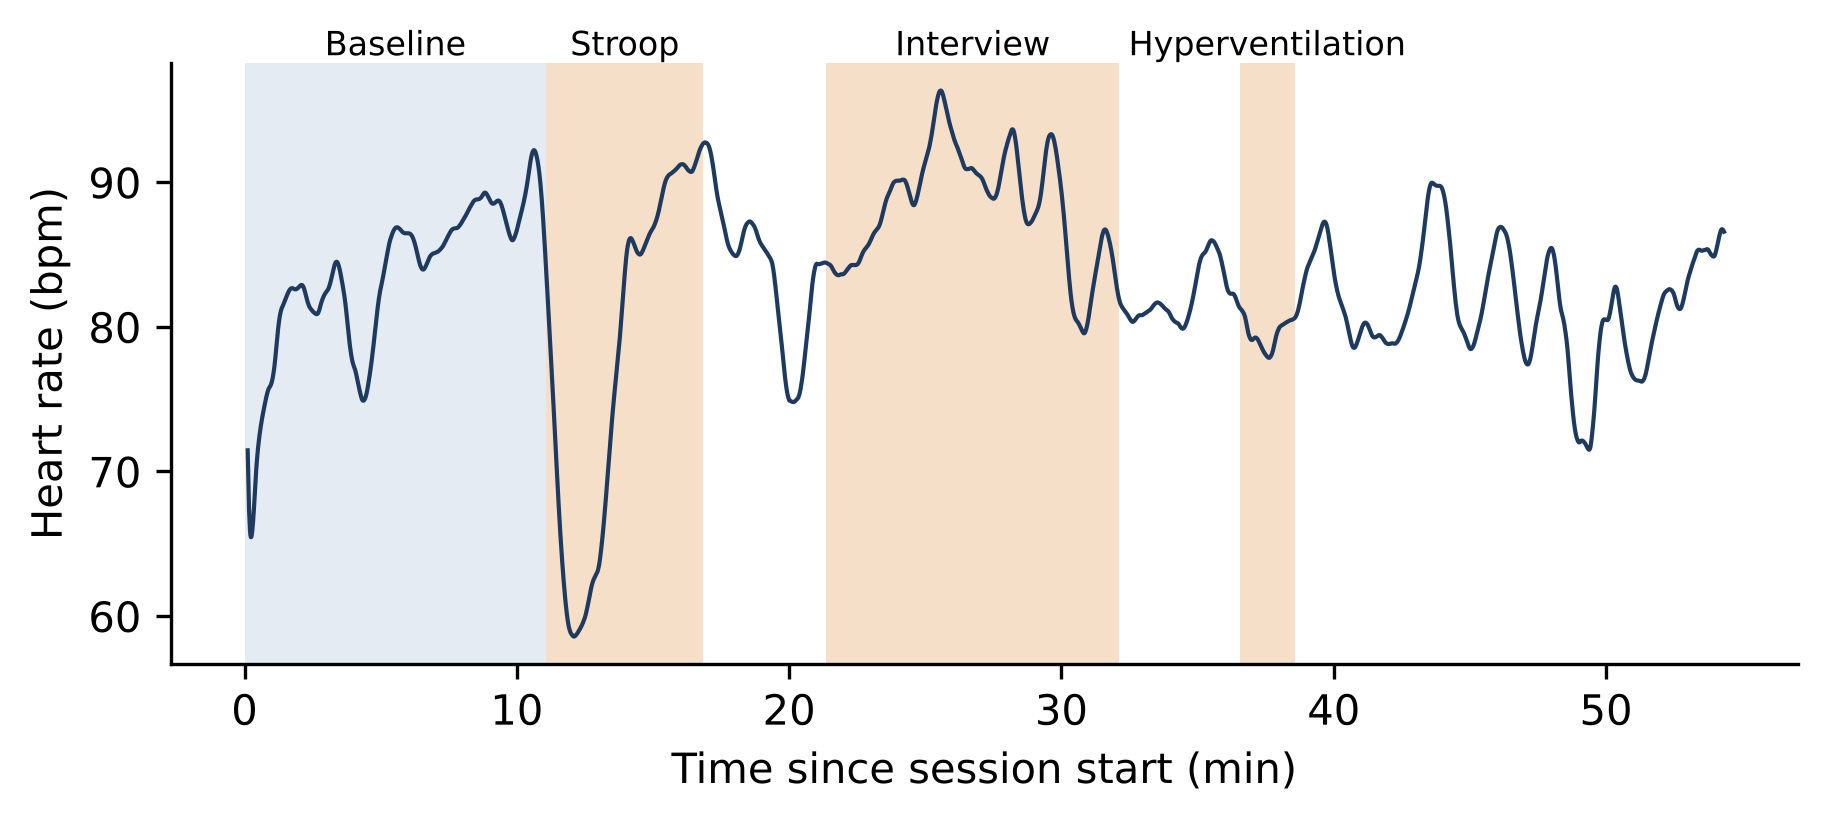 Baseline Stroop Interview Hyperventilation
Heart rate (bpm)
90
80
70
60
0 10 20 30 40 50
Time since session start (min)